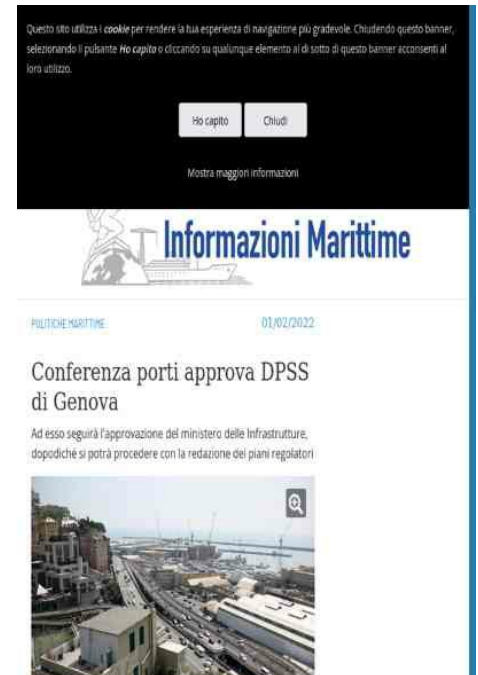 Questo sito utilizza i cookie per rendere la tua esperienza di navigazione più gradevole. Chiudendo questo banner,
selezionando il pulsante Ho capito o cliccando su qualunque elemento al di sotto di questo banner acconsenti al
loro utilizzo.
Ho capito
Chiudi
Mostra maggiori informazioni
Informazioni Marittime
POLITICHE MARITTIME
01/02/2022
Conferenza porti approva DPSS
di Genova
Ad esso seguirà l'approvazione del ministero delle Infrastrutture,
dopodiché si potrà procedere con la redazione dei piani regolatori